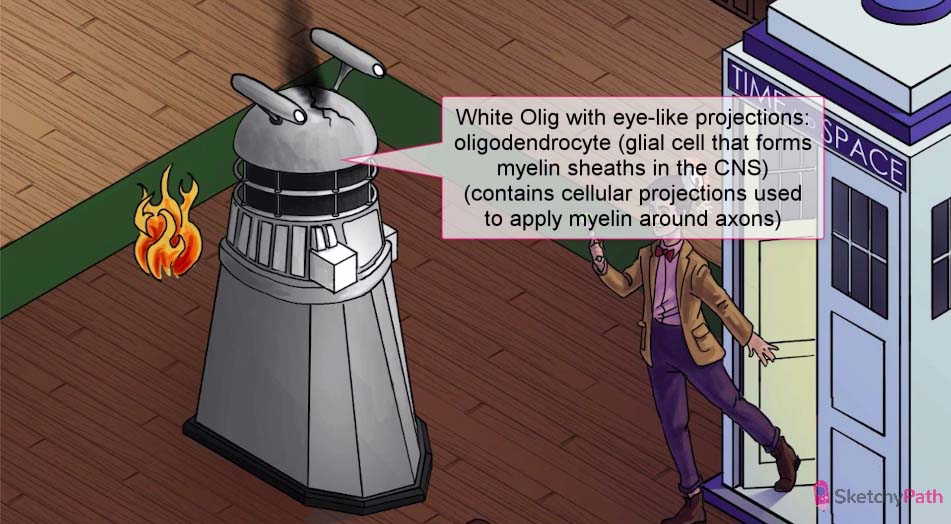 White Olig with eye-like projections:
oligodendrocyte (glial cell that forms
myelin sheaths in the CNS)
(contains cellular projections used
to apply myelin around axons)
TIME
SPACE
SketchyPath